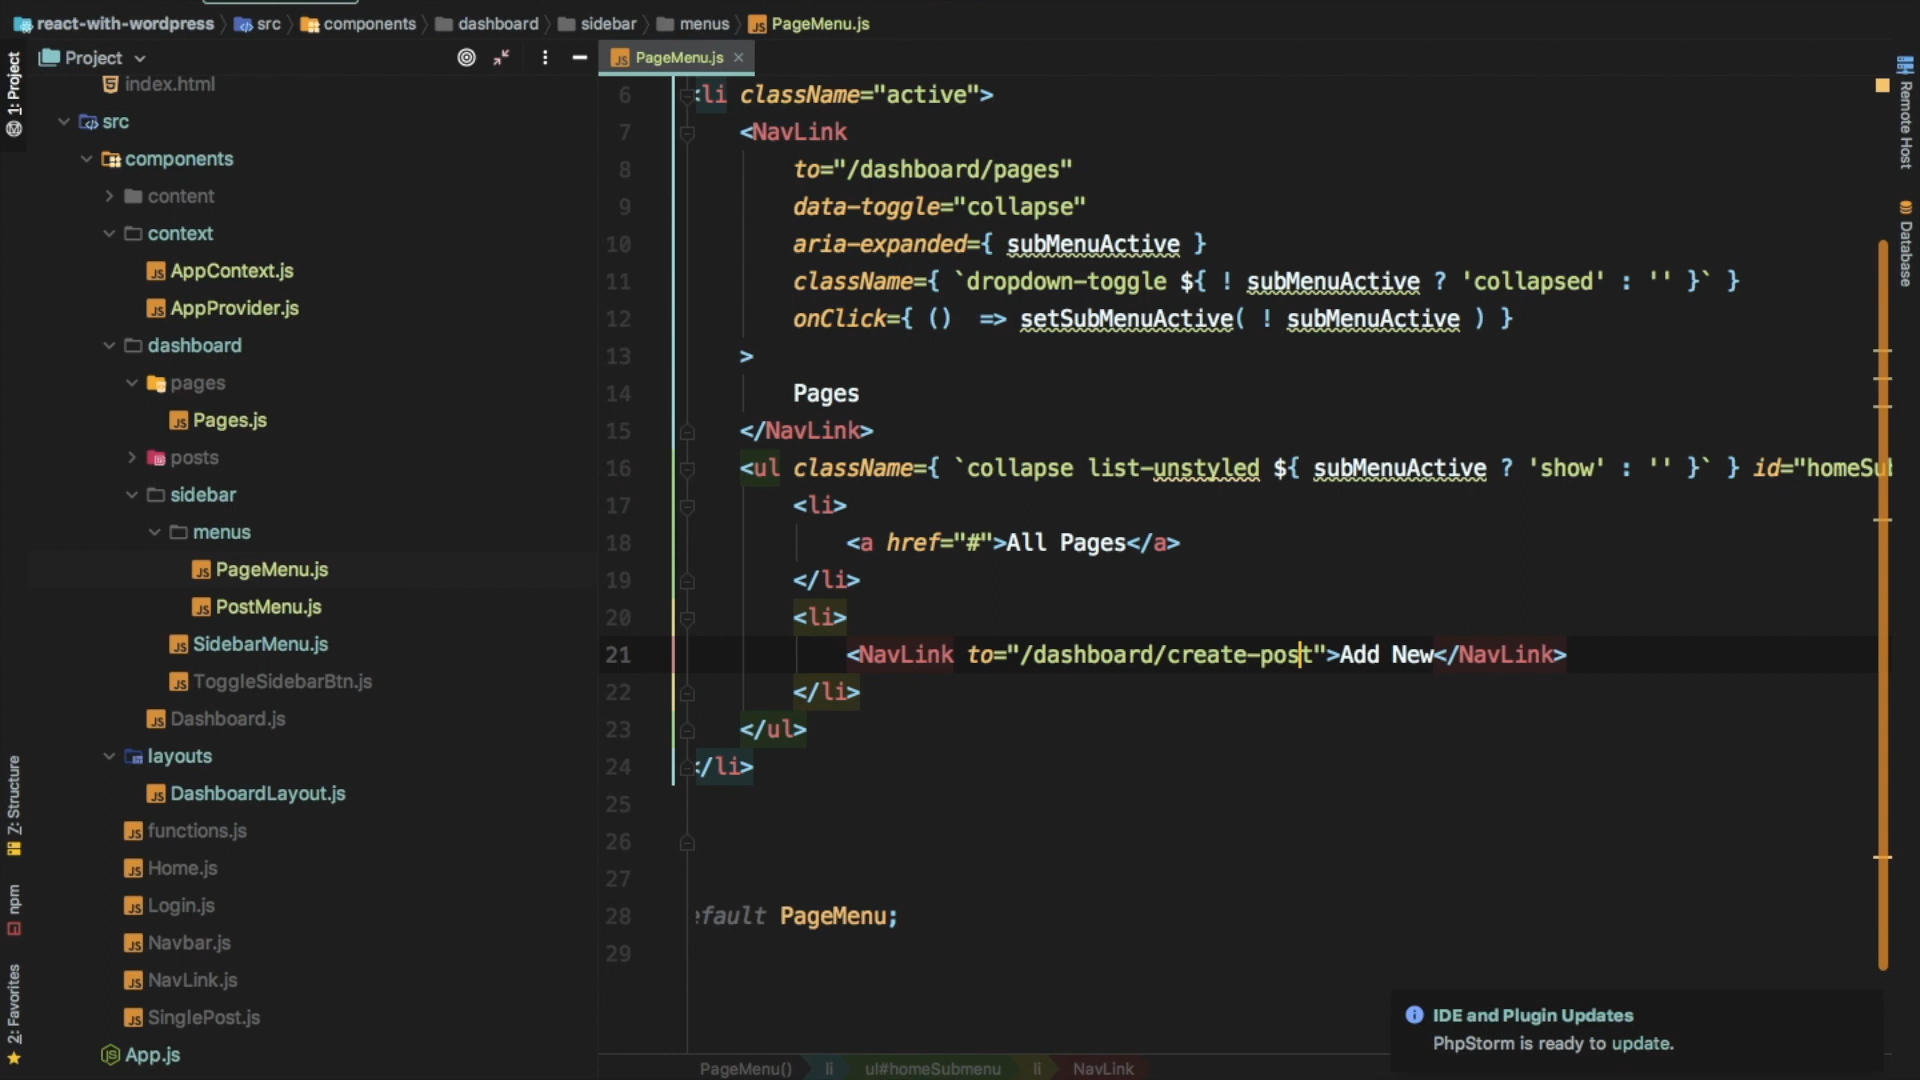 react-with-wordpress src components dashboard sidebar menus PageMenu.js
1: Project
Project
index.html
src
components
content
context
AppContext.js
AppProvider.js
dashboard
pages
Pages.js
posts
sidebar
menus
PageMenu.js
PostMenu.js
SidebarMenu.js
ToggleSidebarBtn.js
Dashboard.js
layouts
DashboardLayout.js
functions.js
Home.js
Login.js
Navbar.js
NavLink.js
SinglePost.js
App.js
Z: Structure
npm
2: Favorites
PageMenu.js
6 li className="active">
7 <NavLink
8 to="/dashboard/pages"
9 data-toggle="collapse"
10 aria-expanded={ subMenuActive }
11 className={ `dropdown-toggle ${ ! subMenuActive ? 'collapsed' : '' }` }
12 onClick={ () => setSubMenuActive( ! subMenuActive ) }
13 >
14 Pages
15 </NavLink>
16 <ul className={ `collapse list-unstyled ${ subMenuActive ? 'show' : '' }` } id="homeSub
17 <li>
18 <a href="#">All Pages</a>
19 </li>
20 <li>
21 <NavLink to="/dashboard/create-post">Add New</NavLink>
22 </li>
23 </ul>
24 </li>
25
26
27
28 efault PageMenu;
29
PageMenu() li ul#homeSubmenu li NavLink
IDE and Plugin Updates
PhpStorm is ready to update.
Remote Host
Database